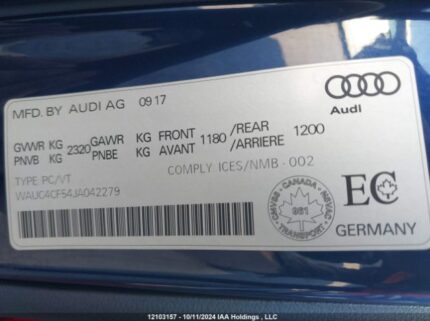 MFD. BY AUDI AG 0917
Audi
GVWR KG 2320 GAWR KG FRONT 1180 /REAR 1200
PNVB KG PNBE KG AVANT /ARRIERE
COMPLY ICES/NMB - 002
TYPE PC/VT
WAUC4CF54JA042279
CANADA
961
TRANSPORT
EC
GERMANY
12103157 - 10/11/2024 IAA Holdings , LLC